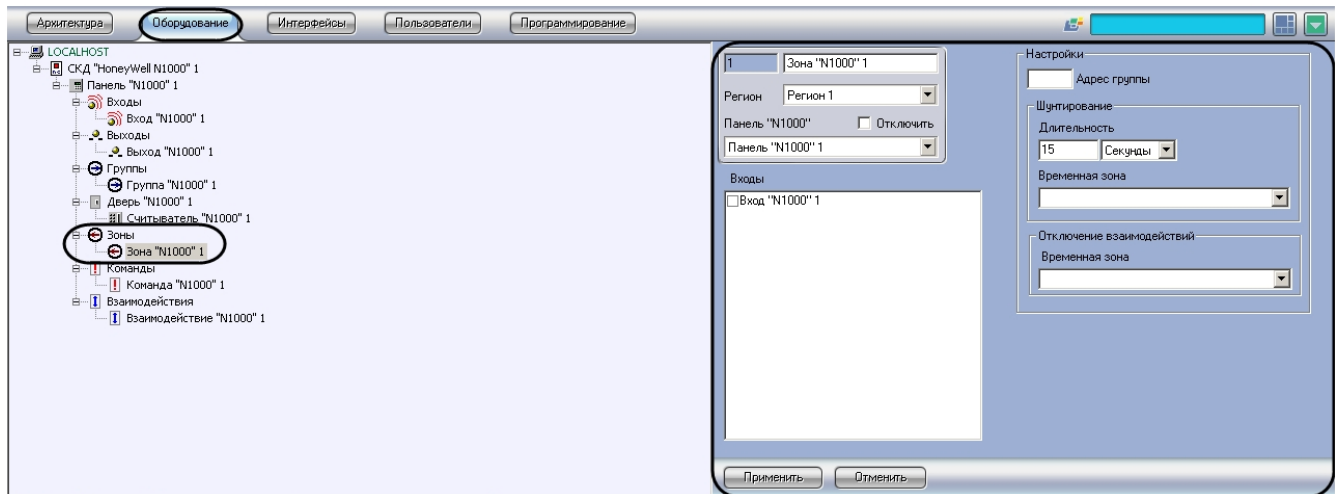 Архитектура Оборудование Интерфейсы Пользователи Программирование
LOCALHOST
СКД "HoneyWell N1000" 1
Панель "N1000" 1
Входы
Вход "N1000" 1
Выходы
Выход "N1000" 1
Группы
Группа "N1000" 1
Дверь "N1000" 1
Считыватель "N1000" 1
Зоны
Зона "N1000" 1
Команды
Команда "N1000" 1
Взаимодействия
Взаимодействие "N1000" 1
1 Зона "N1000" 1
Регион Регион 1
Панель "N1000" Отключить
Панель "N1000" 1
Входы
Вход "N1000" 1
Настройки
Адрес группы
Шунтирование
Длительность
15 Секунды
Временная зона
Отключение взаимодействий
Временная зона
Применить Отменить